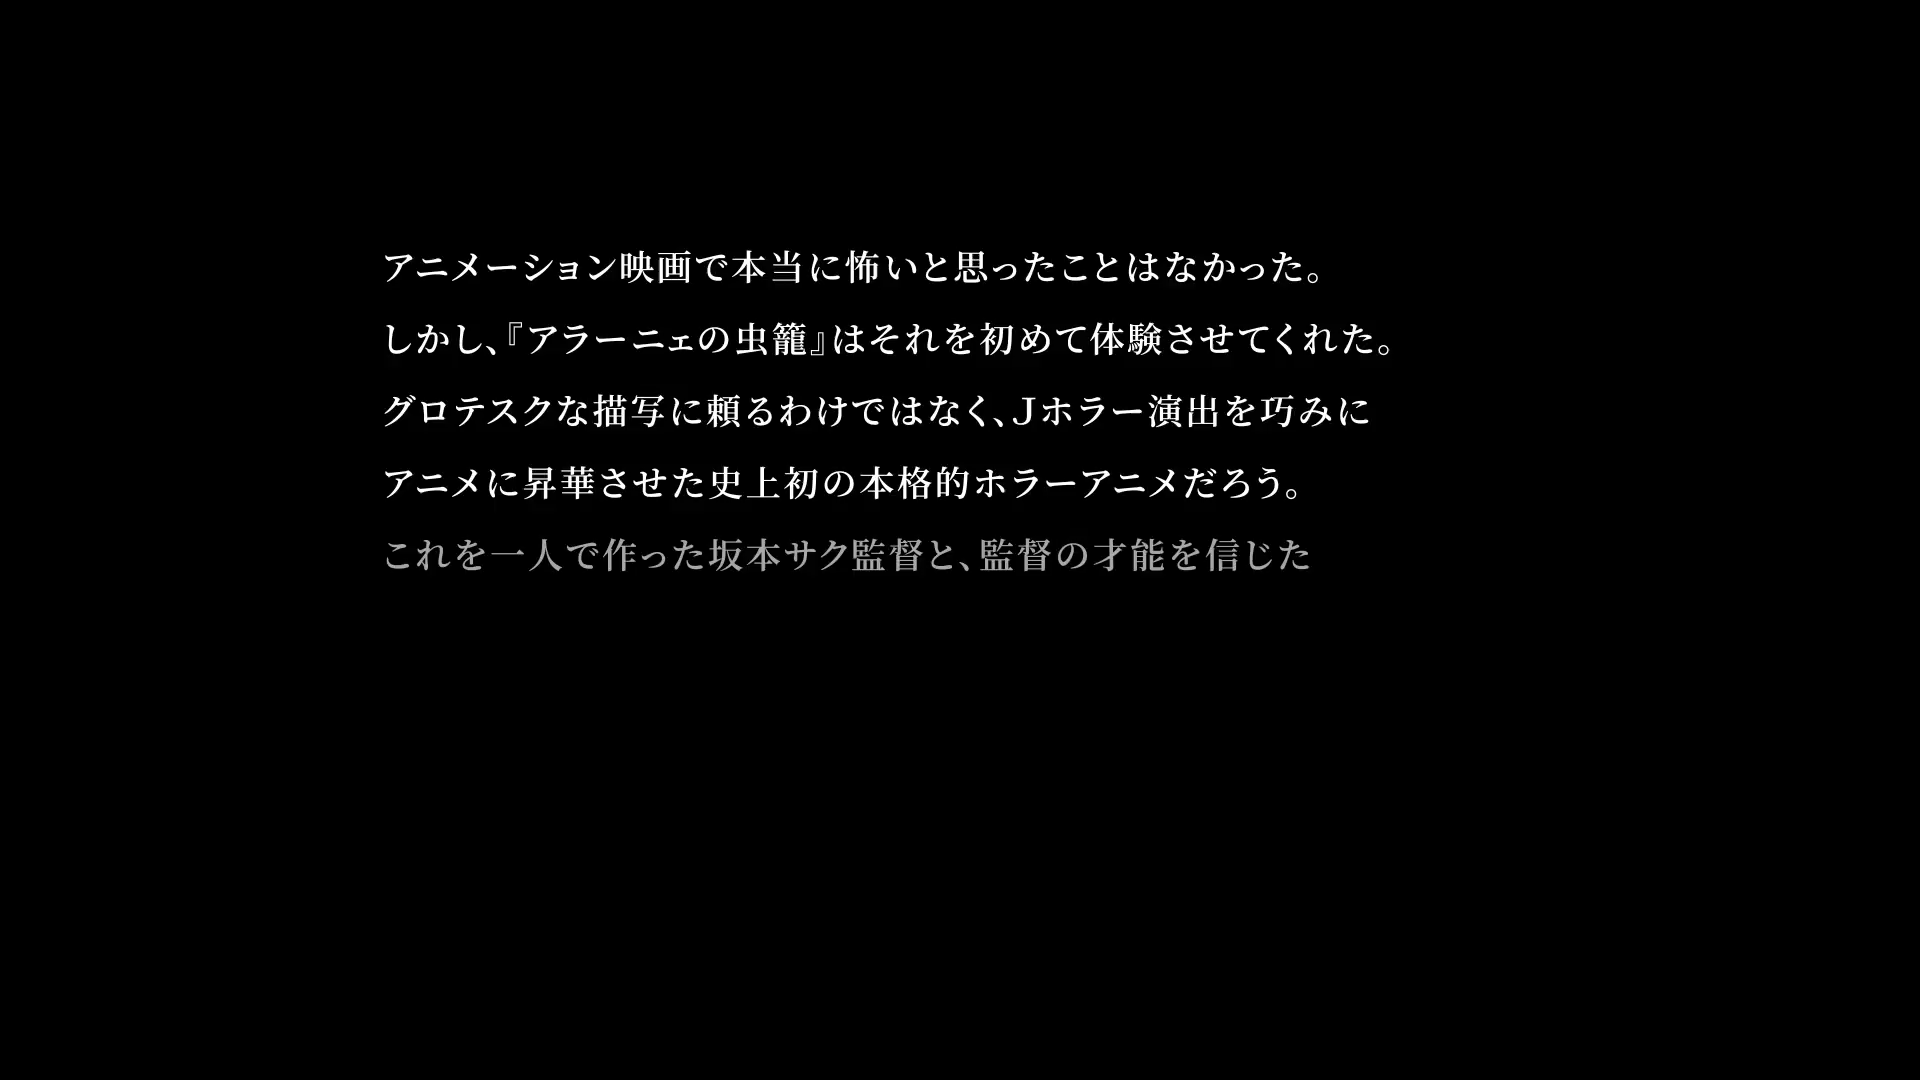 アニメーション映画で本当に怖いと思ったことはなかった。
しかし、『アラーニェの虫籠』はそれを初めて体験させてくれた。
グロテスクな描写に頼るわけではなく、Jホラー演出を巧みに
アニメに昇華させた史上初の本格的ホラーアニメだろう。
これを一人で作った坂本サク監督と、監督の才能を信じた